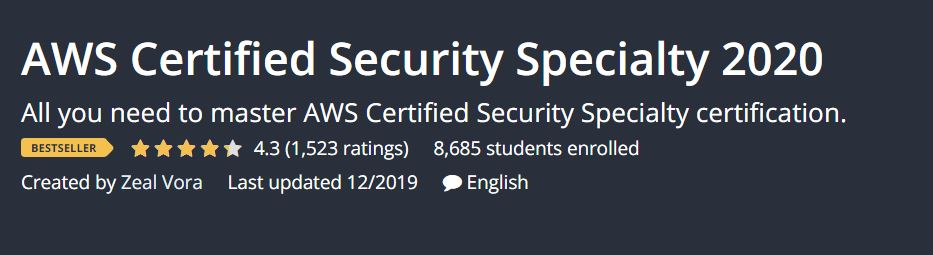 AWS Certified Security Specialty 2020
All you need to master AWS Certified Security Specialty certification.
BESTSELLER 4.3 (1,523 ratings) 8,685 students enrolled
Created by Zeal Vora Last updated 12/2019 English